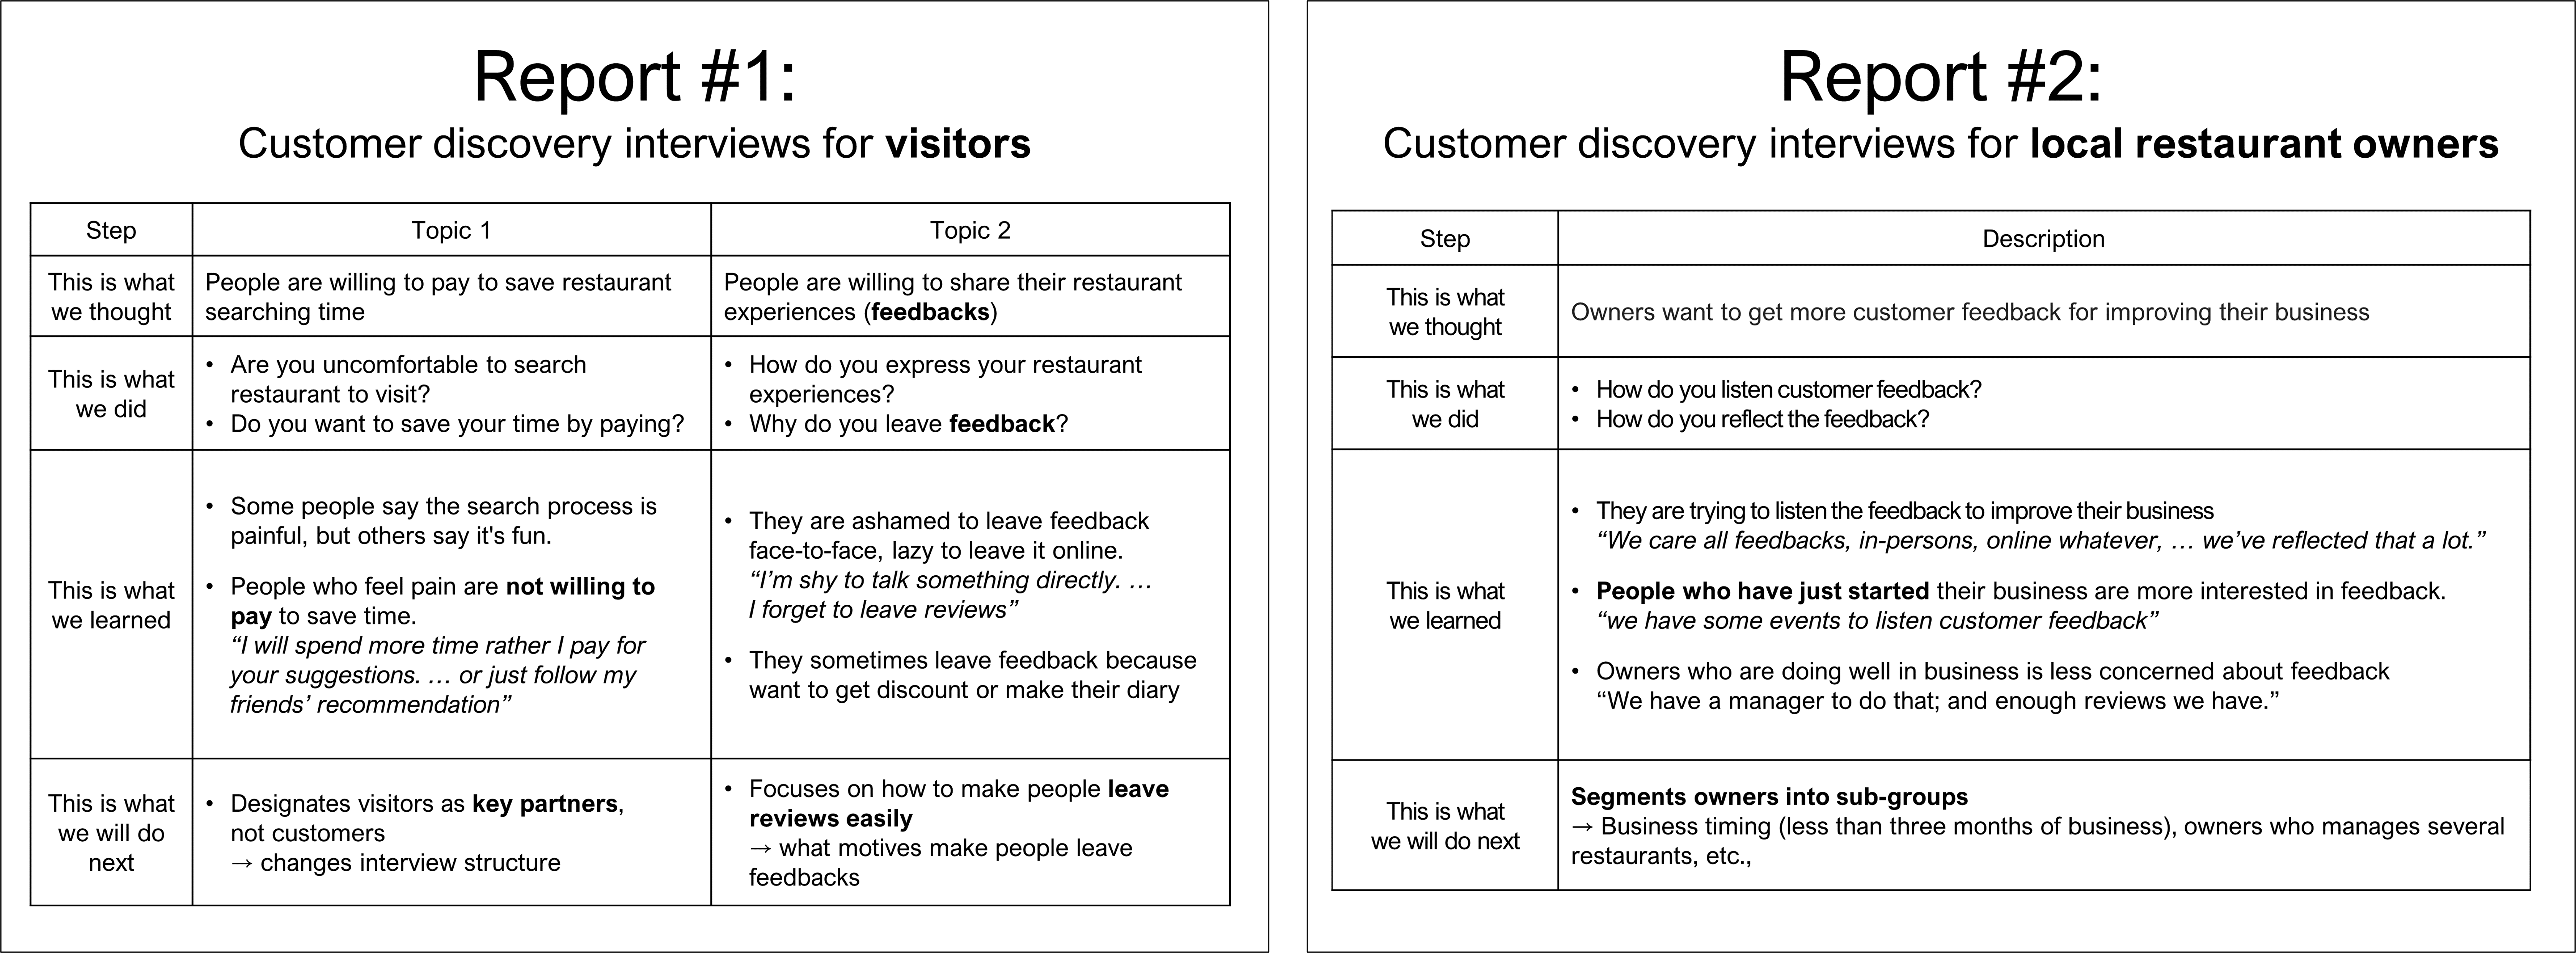 Report #1:
Customer discovery interviews for visitors
Step
Topic 1
Topic 2
This is what
we thought
People are willing to pay to save restaurant
searching time
People are willing to share their restaurant
experiences (feedbacks)
This is what
we did
• Are you uncomfortable to search
restaurant to visit?
• Do you want to save your time by paying?
• How do you express your restaurant
experiences?
• Why do you leave feedback?
This is what
we learned
• Some people say the search process is
painful, but others say it's fun.
• People who feel pain are not willing to
pay to save time.
“I will spend more time rather I pay for
your suggestions. … or just follow my
friends’ recommendation”
• They are ashamed to leave feedback
face-to-face, lazy to leave it online.
“I’m shy to talk something directly. …
I forget to leave reviews”
• They sometimes leave feedback because
want to get discount or make their diary
This is what
we will do
next
• Designates visitors as key partners,
not customers
→ changes interview structure
• Focuses on how to make people leave
reviews easily
→ what motives make people leave
feedbacks
Report #2:
Customer discovery interviews for local restaurant owners
Step
Description
This is what
we thought
Owners want to get more customer feedback for improving their business
This is what
we did
• How do you listen customer feedback?
• How do you reflect the feedback?
This is what
we learned
• They are trying to listen the feedback to improve their business
“We care all feedbacks, in-persons, online whatever, … we’ve reflected that a lot.”
• People who have just started their business are more interested in feedback.
“we have some events to listen customer feedback”
• Owners who are doing well in business is less concerned about feedback
“We have a manager to do that; and enough reviews we have.”
This is what
we will do next
Segments owners into sub-groups
→ Business timing (less than three months of business), owners who manages several
restaurants, etc.,